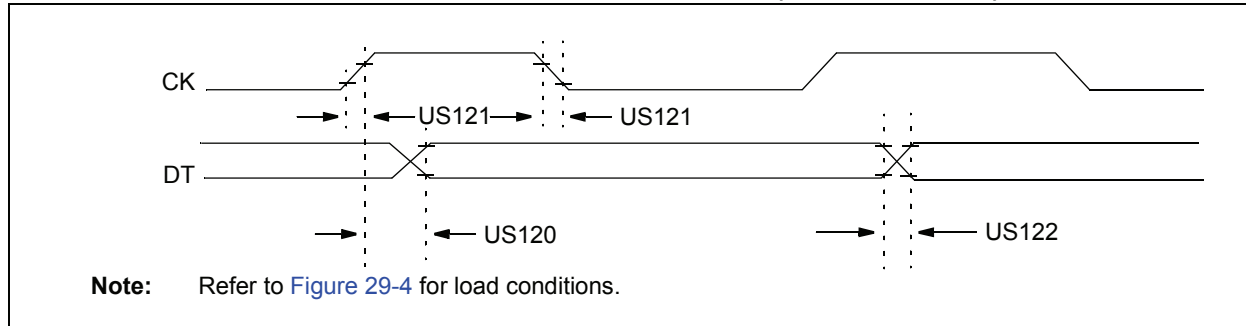 CK
US121
US121
DT
US120
US122
Note: Refer to Figure 29-4 for load conditions.